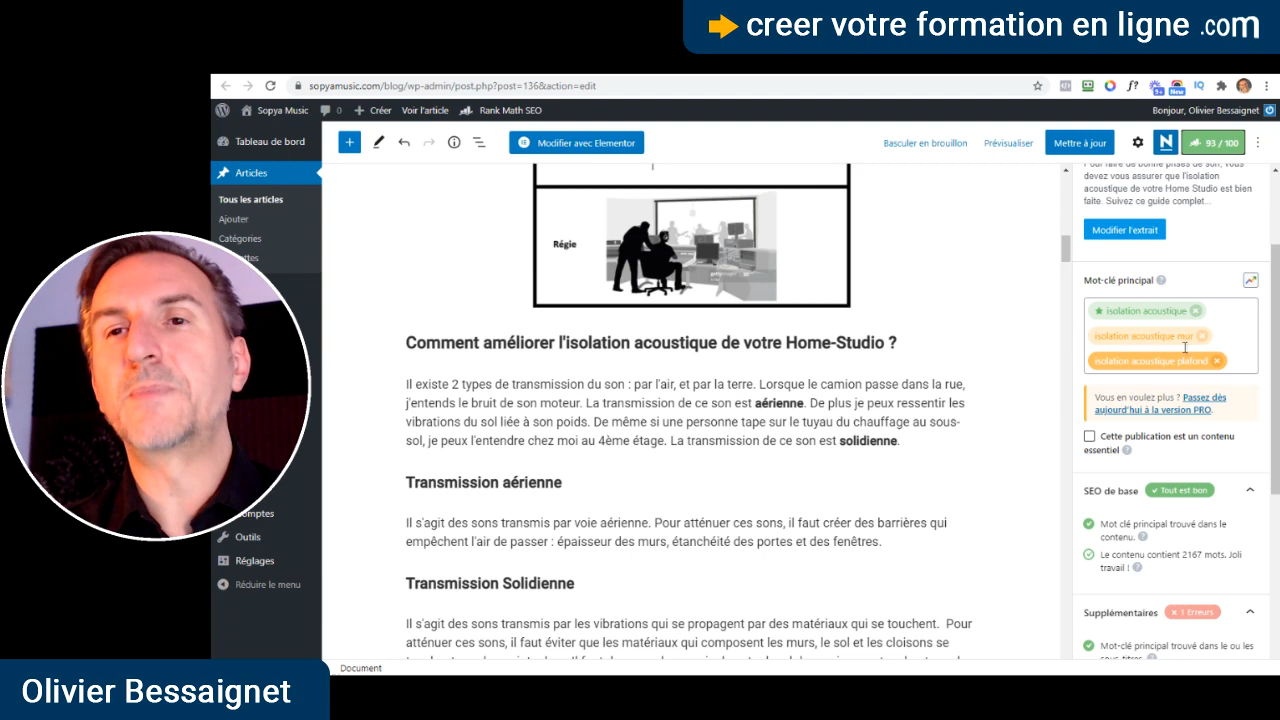 creer votre formation en ligne .com
sopyamusic.com/blog/wp-admin/post.php?post=136&action=edit
Sopya Music
0
Créer
Voir l'article
Rank Math SEO
Bonjour, Olivier Bessaignet
Tableau de bord
Modifier avec Elementor
Basculer en brouillon
Prévisualiser
Mettre à jour
93 / 100
Articles
Tous les articles
Ajouter
Catégories
Outils
Réglages
Réduire le menu
Régie
Comment améliorer l'isolation acoustique de votre Home-Studio ?
Il existe 2 types de transmission du son : par l'air, et par la terre. Lorsque le camion passe dans la rue,
j'entends le bruit de son moteur. La transmission de ce son est aérienne. De plus je peux ressentir les
vibrations du sol liée à son poids. De même si une personne tape sur le tuyau du chauffage au sous-
sol, je peux l'entendre chez moi au 4ème étage. La transmission de ce son est solidienne.
Transmission aérienne
Il s'agit des sons transmis par voie aérienne. Pour atténuer ces sons, il faut créer des barrières qui
empêchent l'air de passer : épaisseur des murs, étanchéité des portes et des fenêtres.
Transmission Solidienne
Il s'agit des sons transmis par les vibrations qui se propagent par des matériaux qui se touchent. Pour
atténuer ces sons, il faut éviter que les matériaux qui composent les murs, le sol et les cloisons se
Document
Pour faire de bonne prises de son, vous
devez vous assurer que l'isolation
acoustique de votre Home Studio est bien
faite. Suivez ce guide complet...
Modifier l'extrait
Mot-clé principal
isolation acoustique
isolation acoustique mur
isolation acoustique plafond
Vous en voulez plus ? Passez dès
aujourd'hui à la version PRO.
Cette publication est un contenu
essentiel
SEO de base
Tout est bon
Mot clé principal trouvé dans le
contenu.
Le contenu contient 2167 mots, Joli
travail !
Supplémentaires
× 1 Erreurs
Mot-clé principal trouvé dans le ou les
Olivier Bessaignet